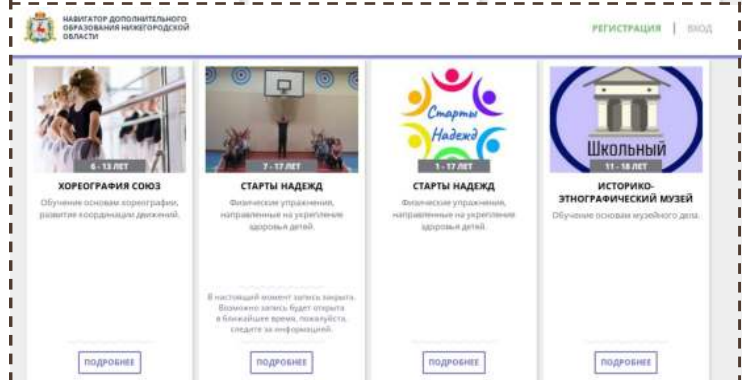 НАВИГАТОР ДОПОЛНИТЕЛЬНОГО
ОБРАЗОВАНИЯ НИЖЕГОРОДСКОЙ
ОБЛАСТИ
РЕГИСТРАЦИЯ | ВХОД
6 - 13 ЛЕТ
ХОРЕОГРАФИЯ СОЮЗ
Обучение основам хореографии,
развитие координации движений.
ПОДРОБНЕЕ
7 - 17 ЛЕТ
СТАРТЫ НАДЕЖД
Физические упражнения,
направленные на укрепление
здоровья детей.
В настоящий момент запись закрыта.
Возможно запись будет открыта
в ближайшее время, пожалуйста,
следите за информацией.
ПОДРОБНЕЕ
Старты
Надежд
1 - 17 ЛЕТ
СТАРТЫ НАДЕЖД
Физические упражнения,
направленные на укрепление
здоровья детей.
ПОДРОБНЕЕ
Школьный
11 - 18 ЛЕТ
ИСТОРИКО-
ЭТНОГРАФИЧЕСКИЙ МУЗЕЙ
Обучение основам музейного дела.
ПОДРОБНЕЕ